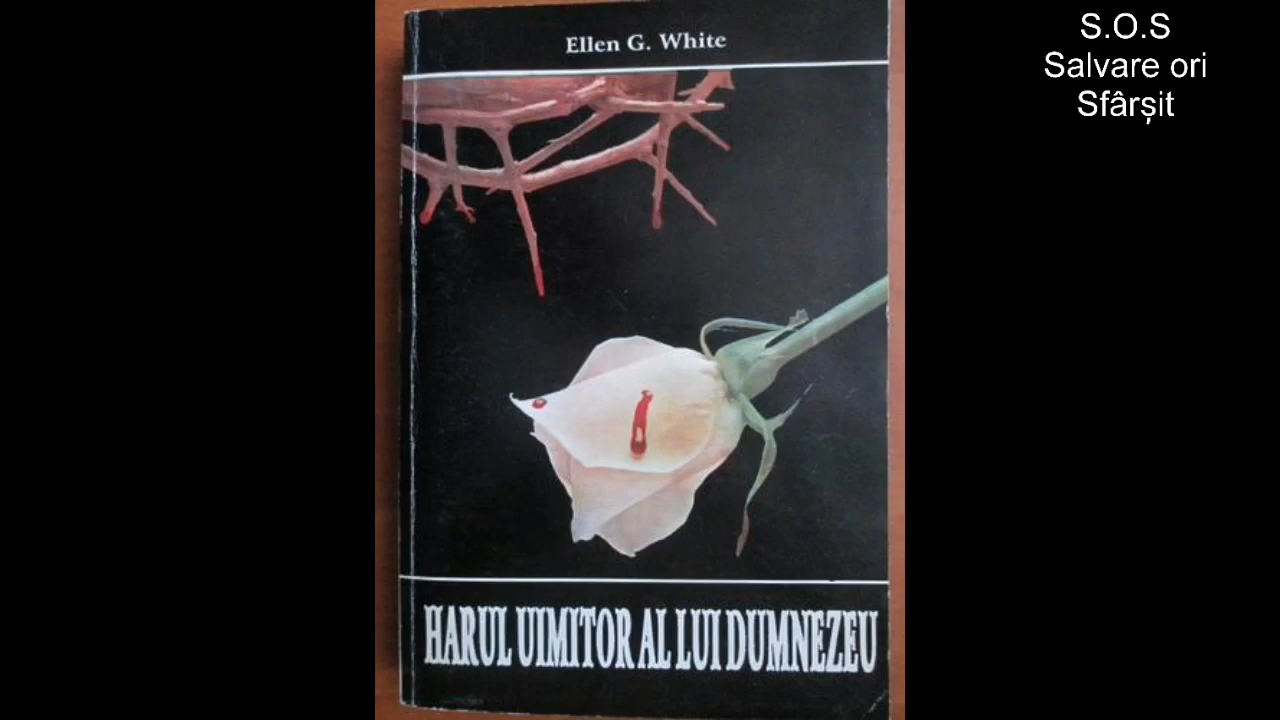 Ellen G. White
HARUL UIMITOR AL LUI DUMNEZEU
S.O.S
Salvare ori
Sfârșit